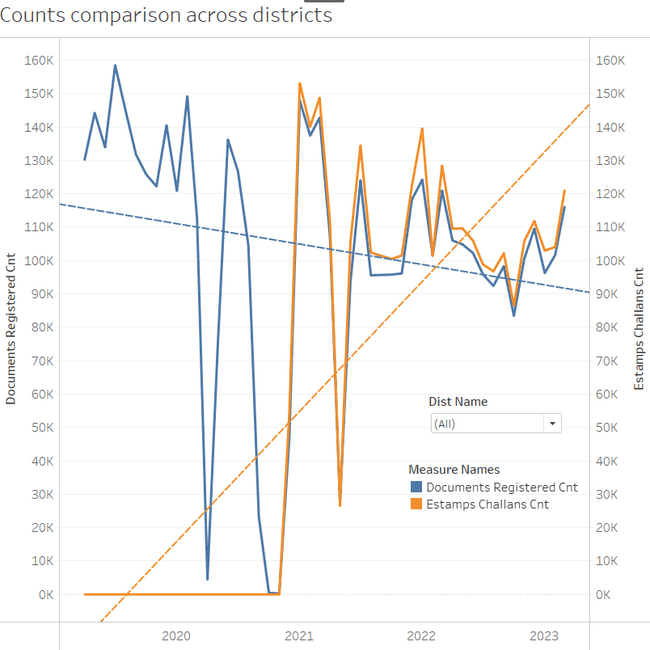 Counts comparison across districts
160K
150K
140K
130K
120K
110K
100K
90K
80K
70K
60K
50K
40K
30K
20K
10K
0K
Documents Registered Cnt
160K
150K
140K
130K
120K
110K
100K
90K
80K
70K
60K
50K
40K
30K
20K
10K
0K
Estamps Challans Cnt
Dist Name
(All)
Measure Names
Documents Registered Cnt
Estamps Challans Cnt
2020 2021 2022 2023